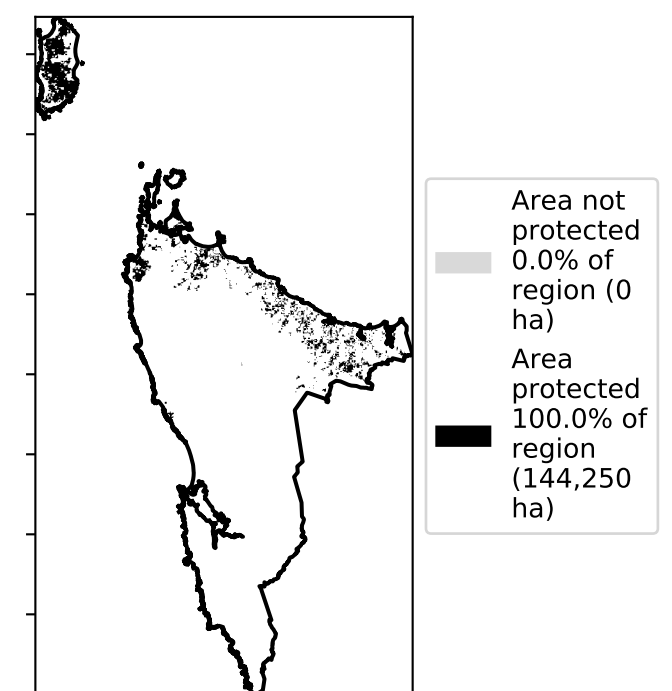 Area not
protected
0.0% of
region (0
ha)
Area
protected
100.0% of
region
(144,250
ha)